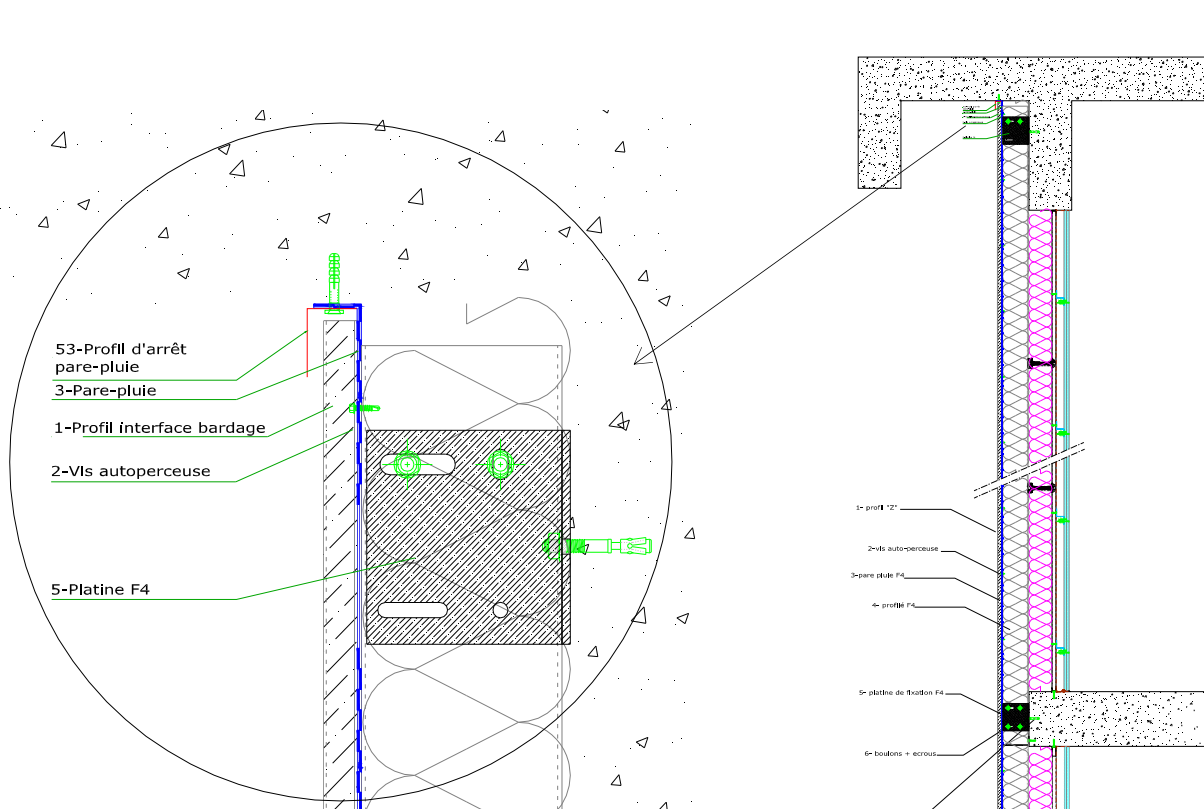 53-Profil d'arrêt
pare-pluie
3-Pare-pluie
1-Profil interface bardage
2-Vis autoperceuse
5-Platine F4
1- profil "Z"
2-vis auto-perceuse
3-pare pluie F4
4- profilé F4
5- platine de fixation F4
6- boulons + ecrous